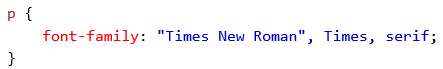 p {
    font-family: "Times New Roman", Times, serif;
}